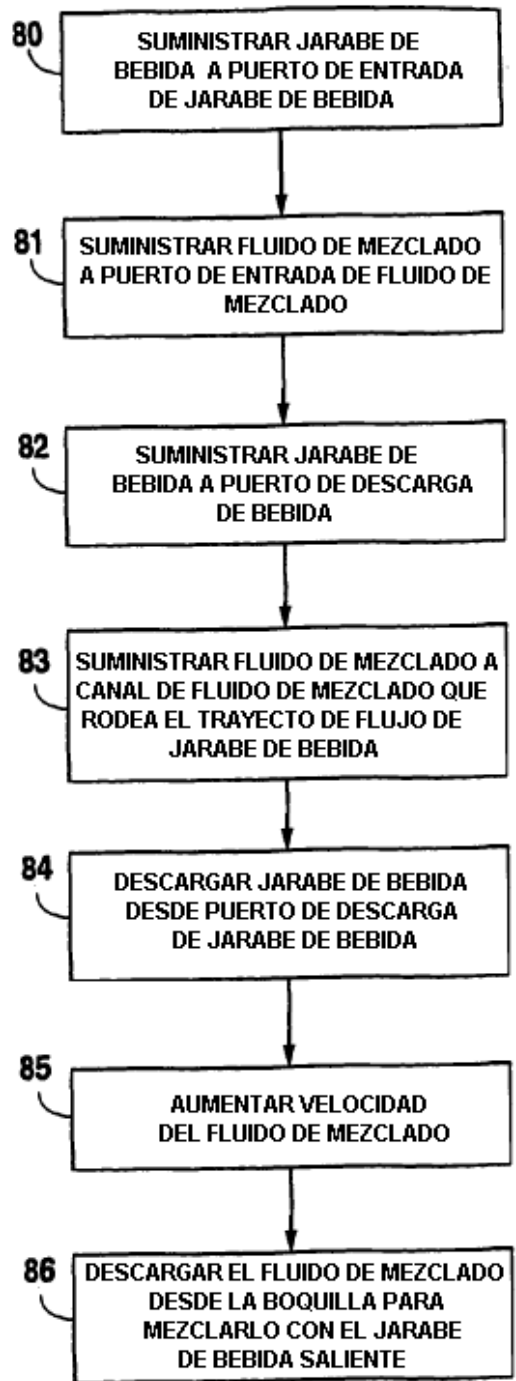 80
SUMINISTRAR JARABE DE
BEBIDA A PUERTO DE ENTRADA
DE JARABE DE BEBIDA
81
SUMINISTRAR FLUIDO DE MEZCLADO
A PUERTO DE ENTRADA DE FLUIDO DE
MEZCLADO
82
SUMINISTRAR JARABE DE
BEBIDA A PUERTO DE DESCARGA
DE BEBIDA
83
SUMINISTRAR FLUIDO DE MEZCLADO A
CANAL DE FLUIDO DE MEZCLADO QUE
RODEA EL TRAYECTO DE FLUJO DE
JARABE DE BEBIDA
84
DESCARGAR JARABE DE BEBIDA
DESDE PUERTO DE DESCARGA
DE JARABE DE BEBIDA
85
AUMENTAR VELOCIDAD
DEL FLUIDO DE MEZCLADO
86
DESCARGAR EL FLUIDO DE MEZCLADO
DESDE LA BOQUILLA PARA
MEZCLARLO CON EL JARABE
DE BEBIDA SALIENTE